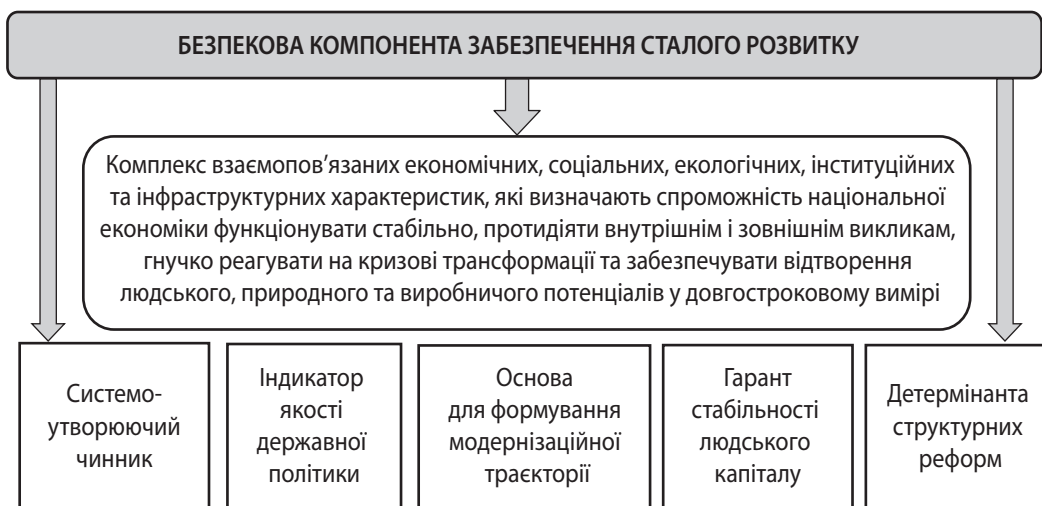 БЕЗПЕКОВА КОМПОНЕНТА ЗАБЕЗПЕЧЕННЯ СТАЛОГО РОЗВИТКУ
Комплекс взаємопов’язаних економічних, соціальних, екологічних, інституційних
та інфраструктурних характеристик, які визначають спроможність національної
економіки функціонувати стабільно, протидіяти внутрішнім і зовнішнім викликам,
гнучко реагувати на кризові трансформації та забезпечувати відтворення
людського, природного та виробничого потенціалів у довгостроковому вимірі
Системо-
утворюючий
чинник
Індикатор
якості
державної
політики
Основа
для формування
модернізаційної
траєкторії
Гарант
стабільності
людського
капіталу
Детермінанта
структурних
реформ